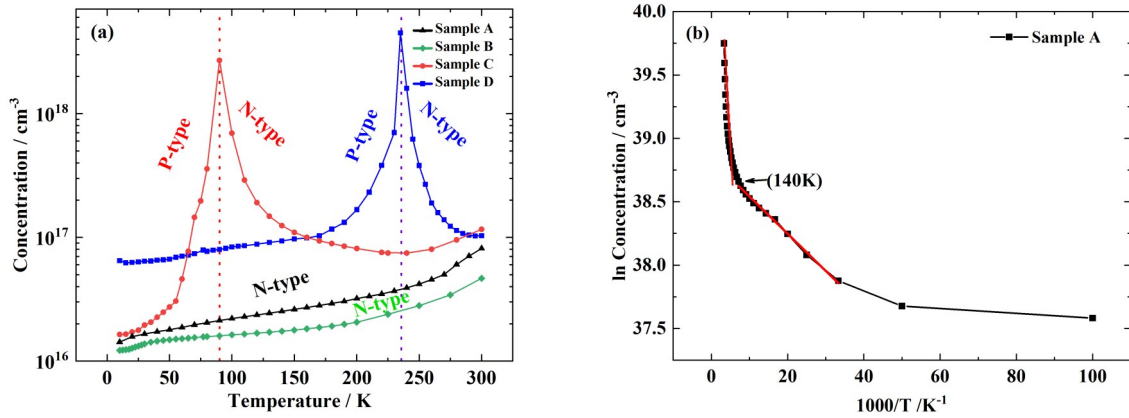 (a)
Sample A
Sample B
Sample C
Sample D
P-type
N-type
P-type
N-type
N-type
N-type
10^18
10^17
10^16
Concentration / cm^-3
0 50 100 150 200 250 300
Temperature / K
(b)
Sample A
(140K)
40.0
39.5
39.0
38.5
38.0
37.5
ln Concentration / cm^-3
0 20 40 60 80 100
1000/T /K^-1